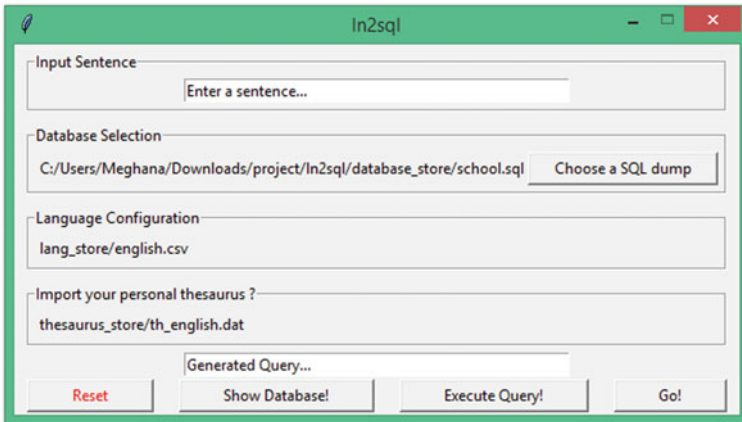 ln2sql
Input Sentence
Enter a sentence...
Database Selection
C:/Users/Meghana/Downloads/project/ln2sql/database_store/school.sql Choose a SQL dump
Language Configuration
lang_store/english.csv
Import your personal thesaurus ?
thesaurus_store/th_english.dat
Generated Query...
Reset Show Database! Execute Query! Go!